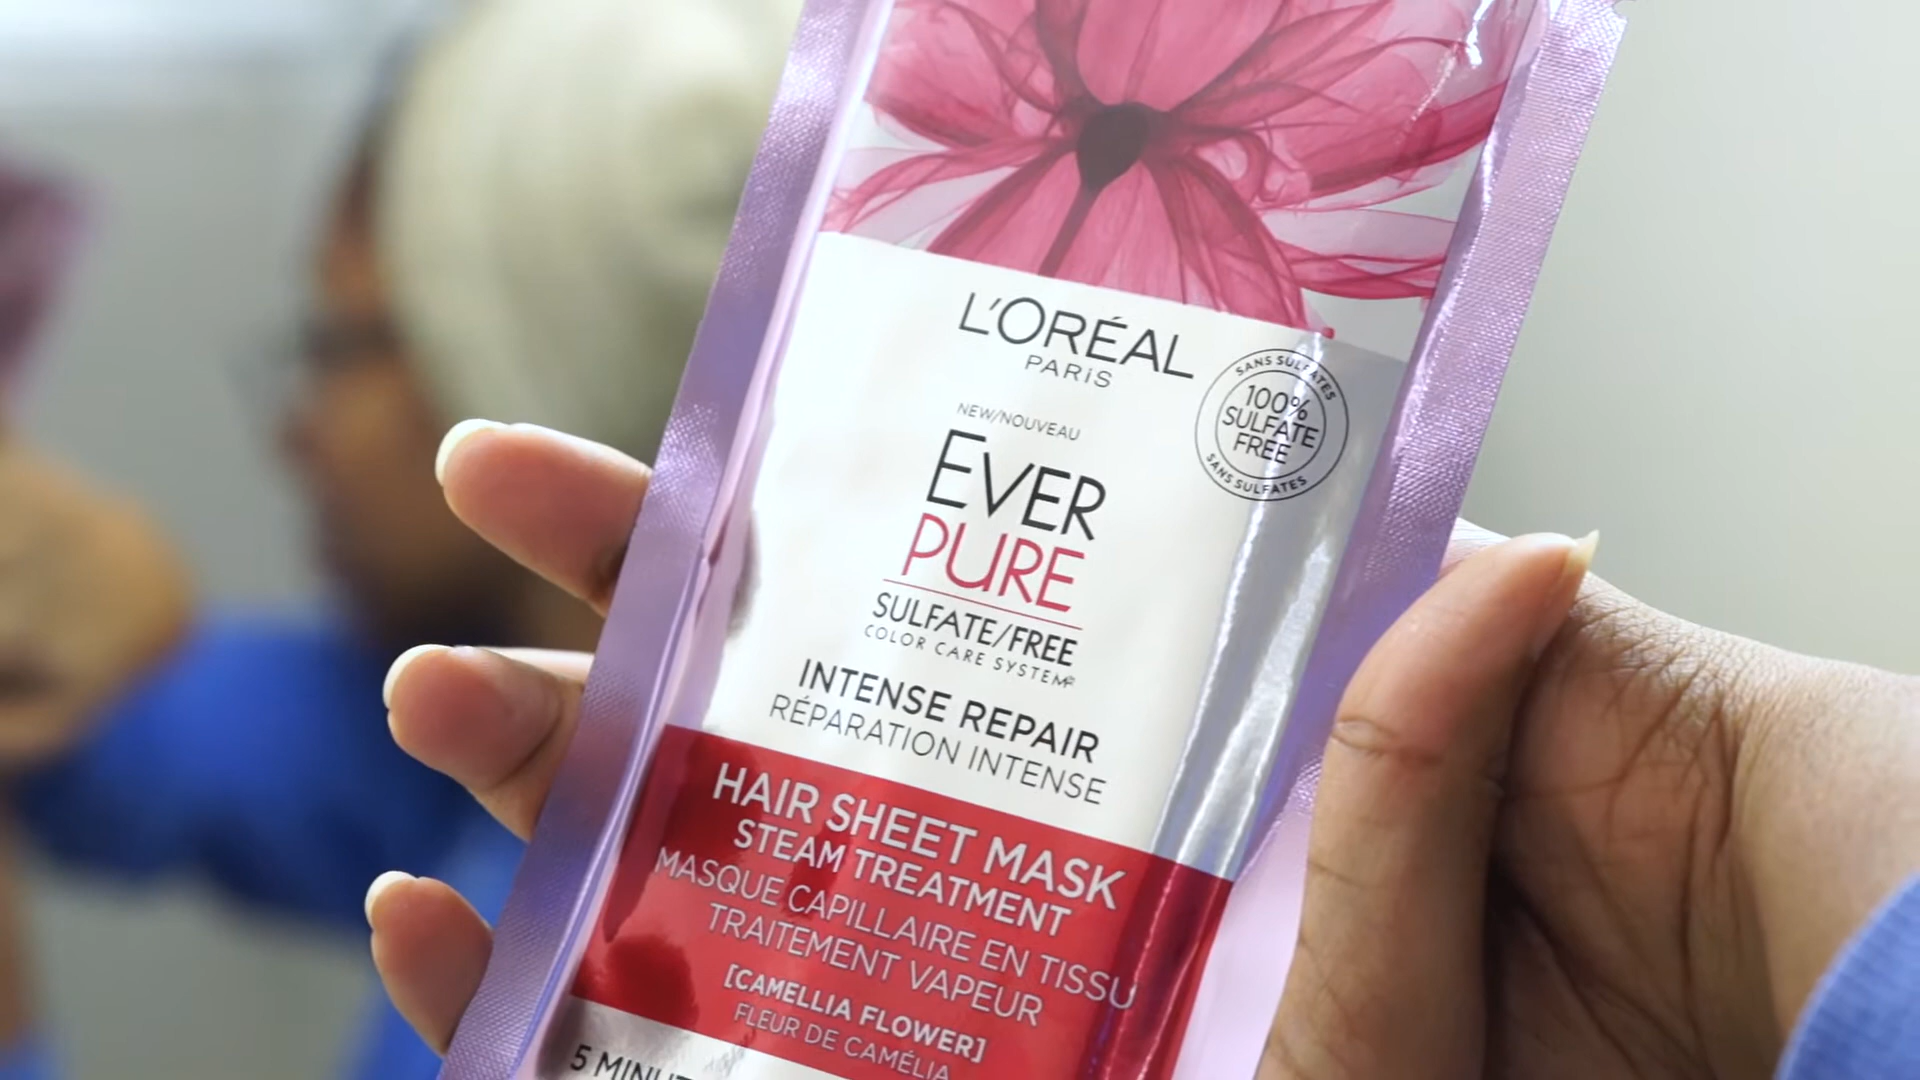 L'ORÉAL
PARiS
SANS SULFATES
100%
SULFATE
FREE
SANS SULFATES
NEW/NOUVEAU
EVER
PURE
SULFATE/FREE
COLOR CARE SYSTEM
INTENSE REPAIR
RÉPARATION INTENSE
HAIR SHEET MASK
STEAM TREATMENT
MASQUE CAPILLAIRE EN TISSU
TRAITEMENT VAPEUR
[CAMELLIA FLOWER]
FLEUR DE CAMÉLIA
5